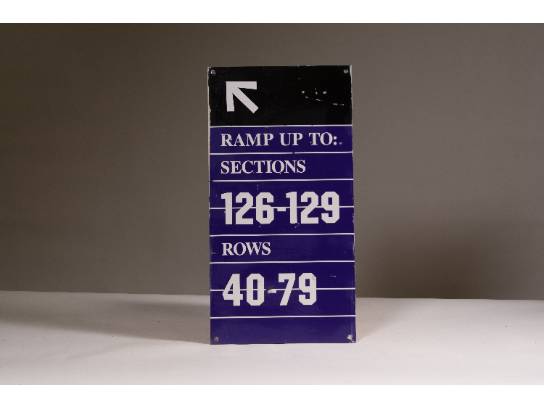 RAMP UP TO:
SECTIONS
126-129
ROWS
40-79